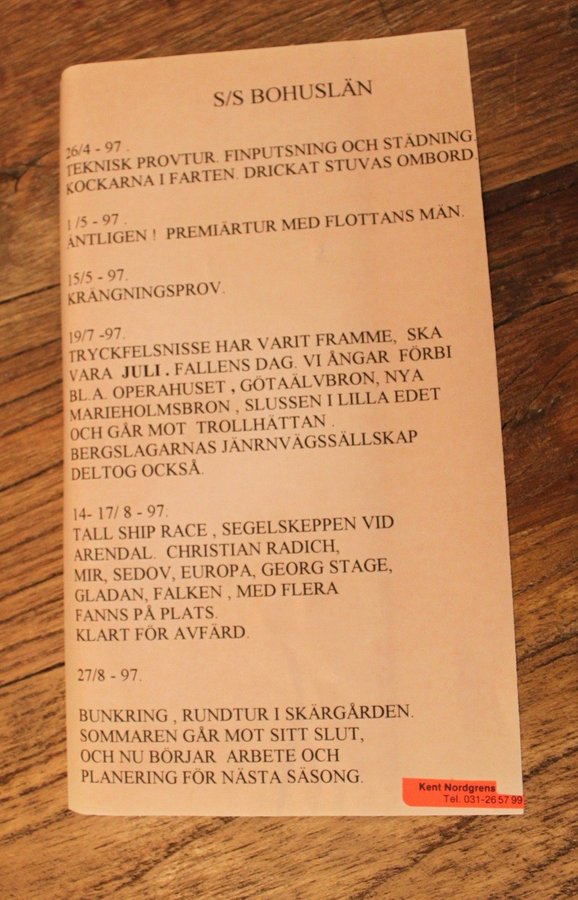 S/S BOHUSLÄN
26/4 - 97 .
TEKNISK PROVTUR. FINPUTSNING OCH STÄDNING.
KOCKARNA I FARTEN. DRICKAT STUVAS OMBORD.
1 /5 - 97 .
ÄNTLIGEN ! PREMIÄRTUR MED FLOTTANS MÄN.
15/5 - 97.
KRÄNGNINGSPROV.
19/7 -97.
TRYCKFELSNISSE HAR VARIT FRAMME, SKA
VARA JULI . FALLENS DAG. VI ÅNGAR FÖRBI
BL.A. OPERAHUSET , GÖTAÄLVBRON, NYA
MARIEHOLMSBRON , SLUSSEN I LILLA EDET
OCH GÅR MOT TROLLHÄTTAN .
BERGSLAGARNAS JÄNRNVÄGSSÄLLSKAP
DELTOG OCKSÅ.
14- 17/ 8 - 97.
TALL SHIP RACE , SEGELSKEPPEN VID
ARENDAL. CHRISTIAN RADICH,
MIR, SEDOV, EUROPA, GEORG STAGE,
GLADAN, FALKEN , MED FLERA
FANNS PÅ PLATS.
KLART FÖR AVFÄRD.
27/8 - 97.
BUNKRING , RUNDTUR I SKÄRGÅRDEN.
SOMMAREN GÅR MOT SITT SLUT,
OCH NU BÖRJAR ARBETE OCH
PLANERING FÖR NÄSTA SÄSONG.
Kent Nordgrens
Tel. 031-26 57 99